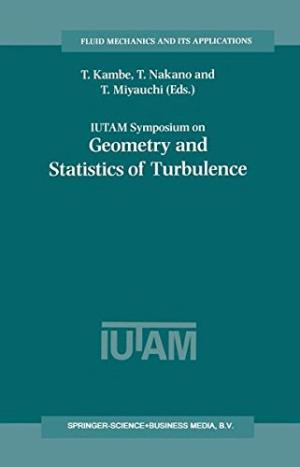 FLUID MECHANICS AND ITS APPLICATIONS
T. Kambe, T. Nakano and
T. Miyauchi (Eds.)
IUTAM Symposium on
Geometry and
Statistics of Turbulence
IUTAM
SPRINGER-SCIENCE+BUSINESS MEDIA, B.V.